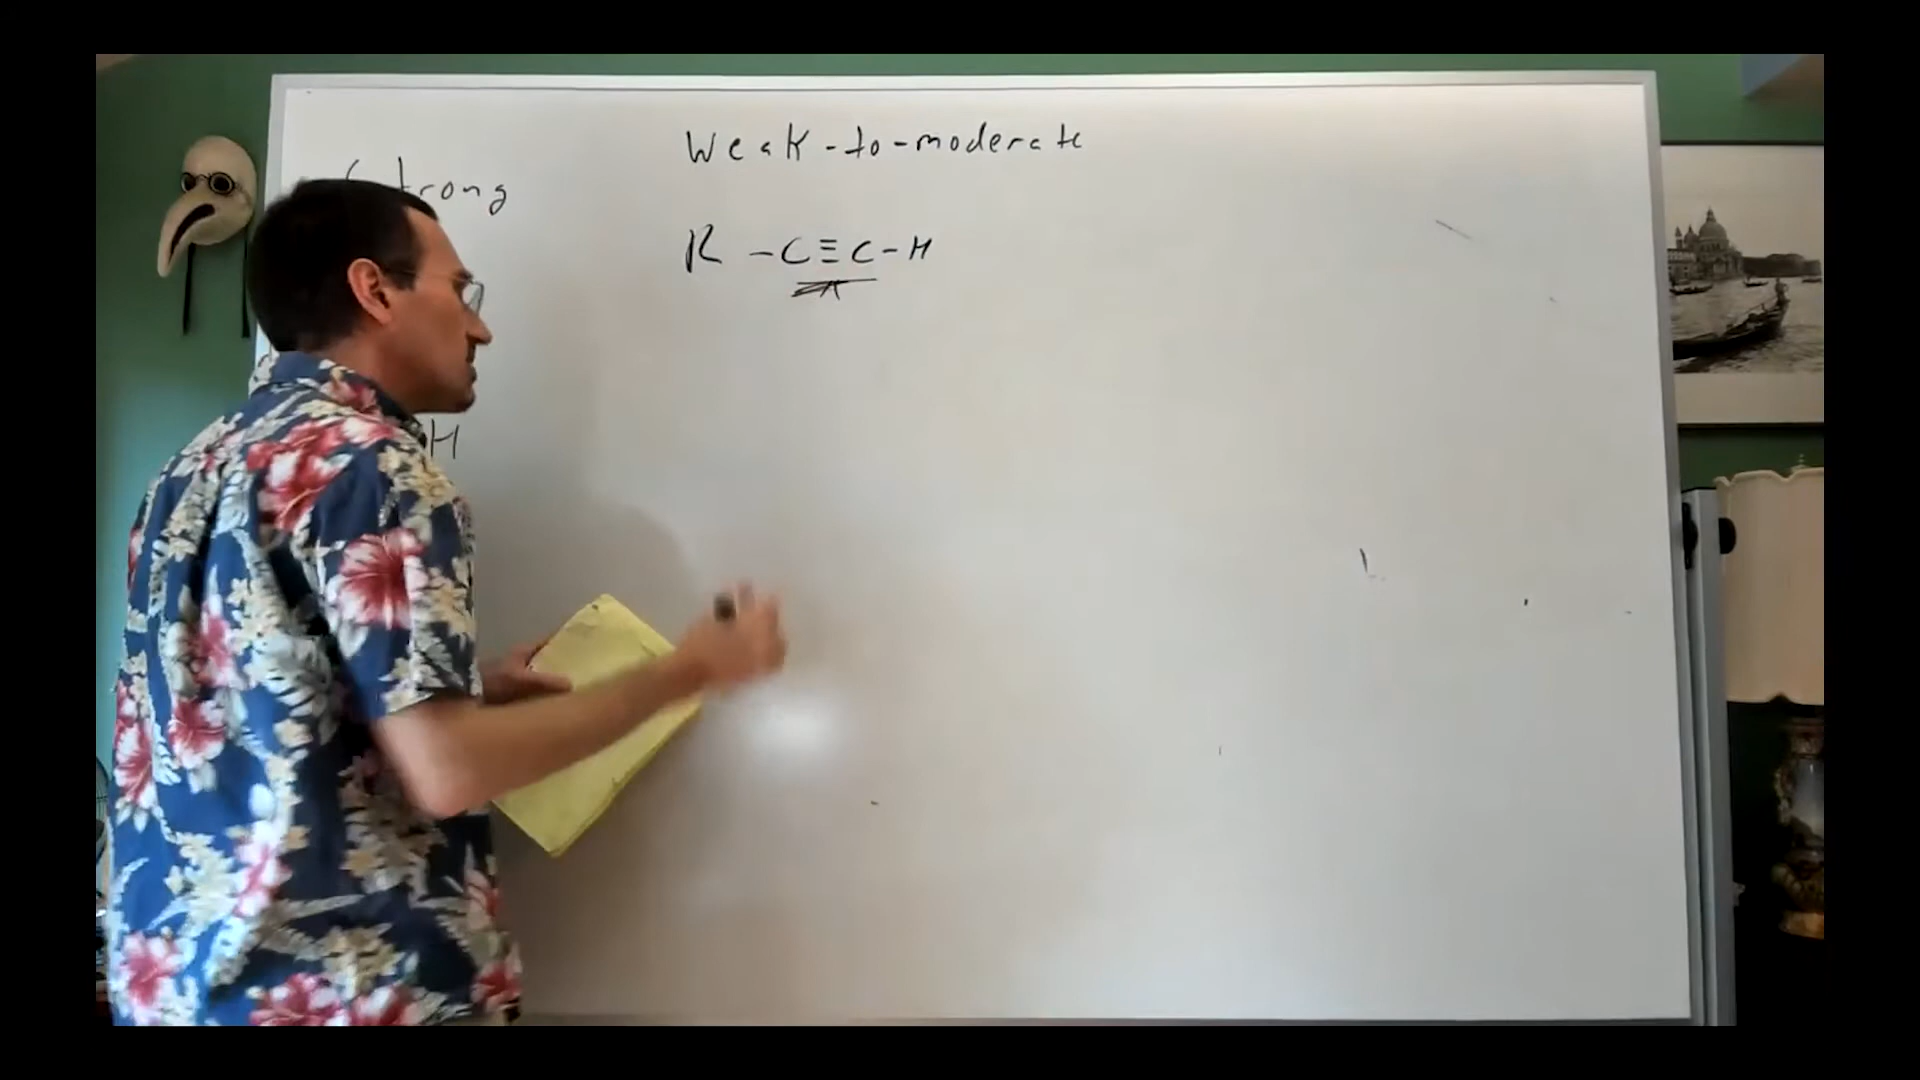 Weak-to-moderate
Strong
R-C≡C-H
H